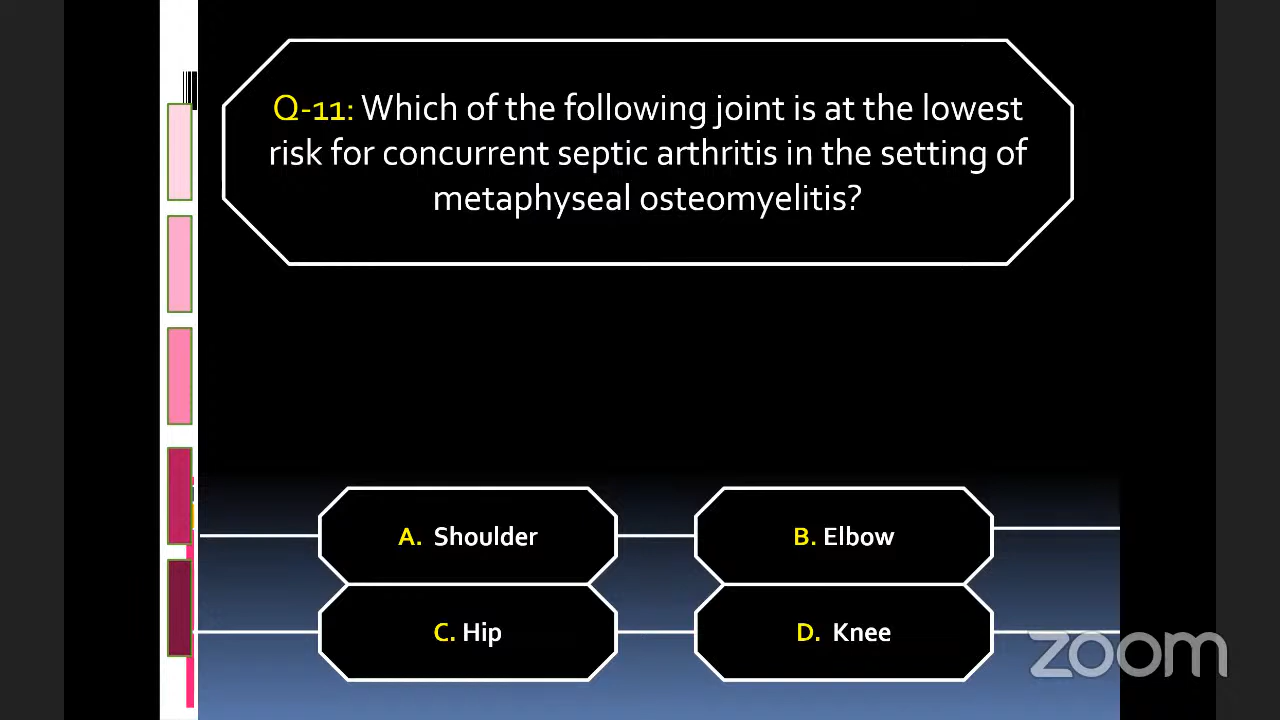 Q-11: Which of the following joint is at the lowest
risk for concurrent septic arthritis in the setting of
metaphyseal osteomyelitis?
A. Shoulder
B. Elbow
C. Hip
D. Knee
zoom